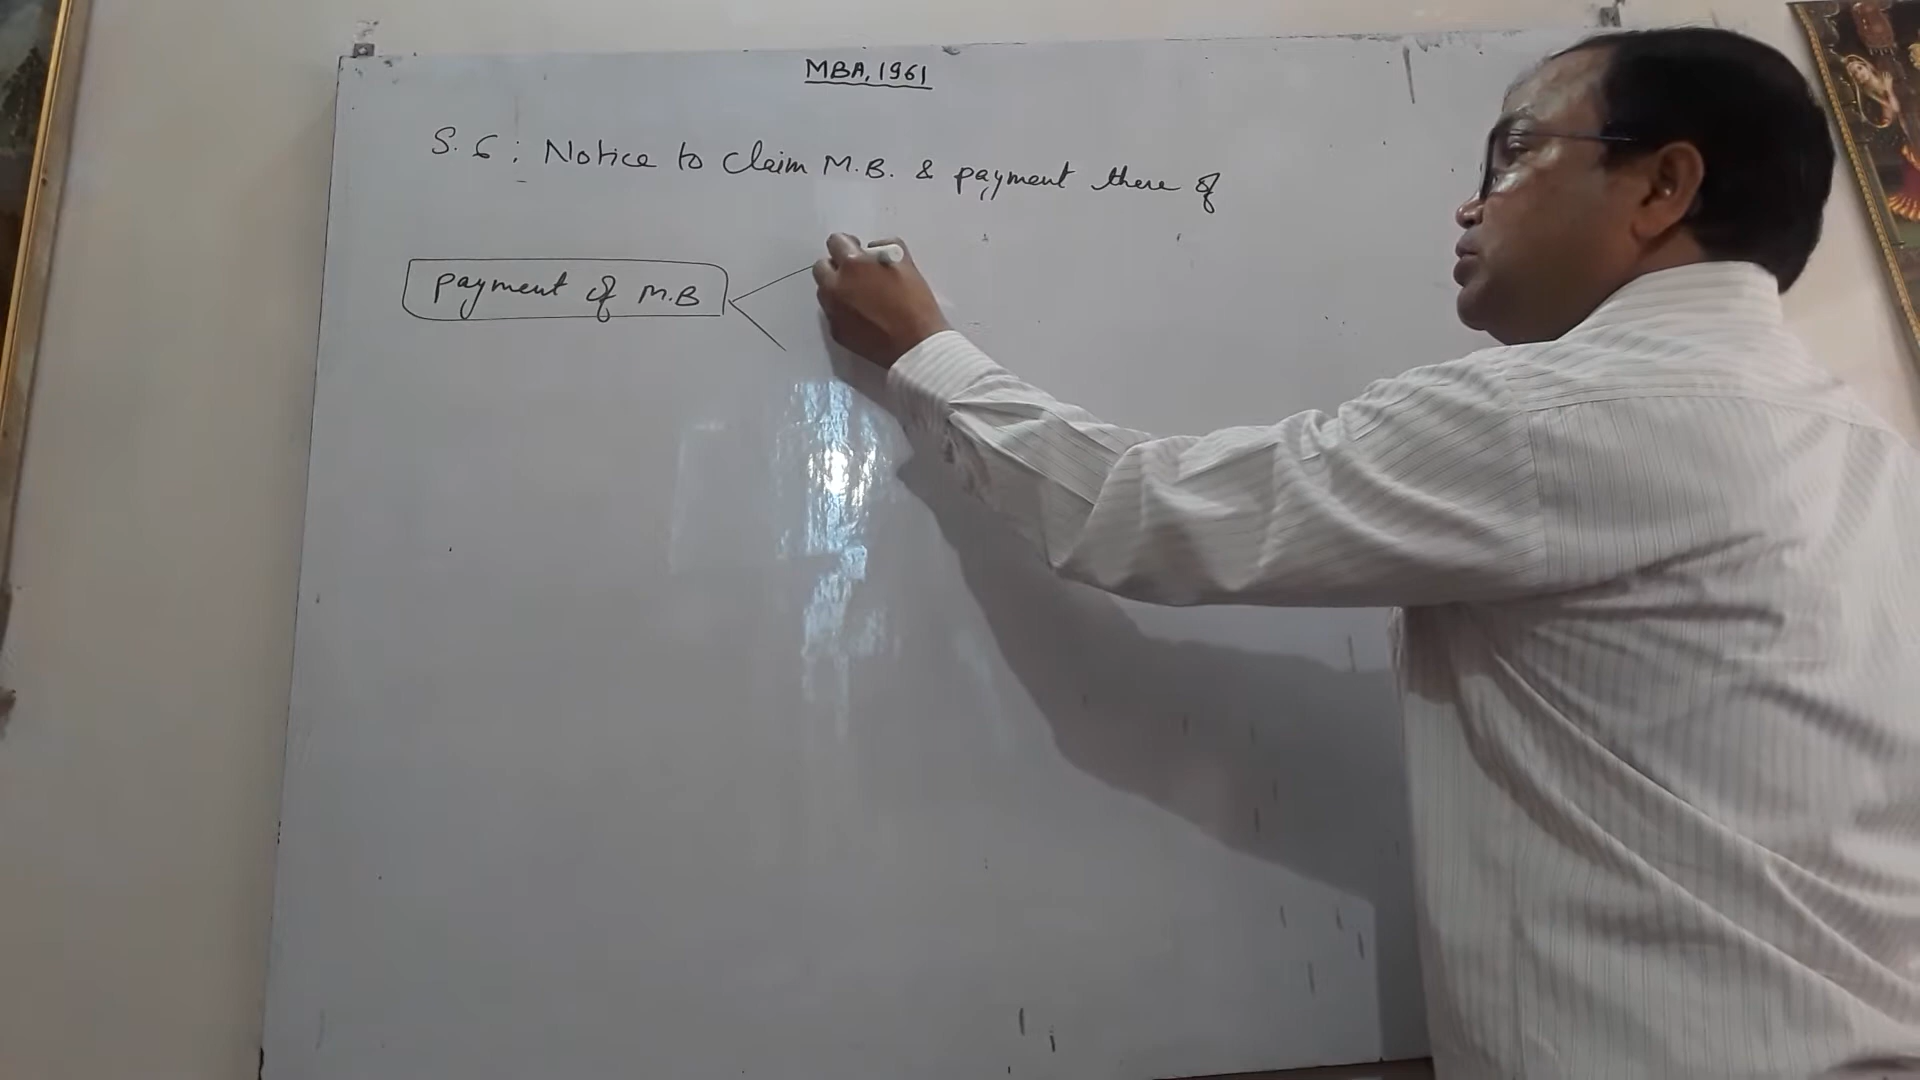 MBA, 1961
S. 6 : Notice to claim M.B. & payment there of
payment of M.B